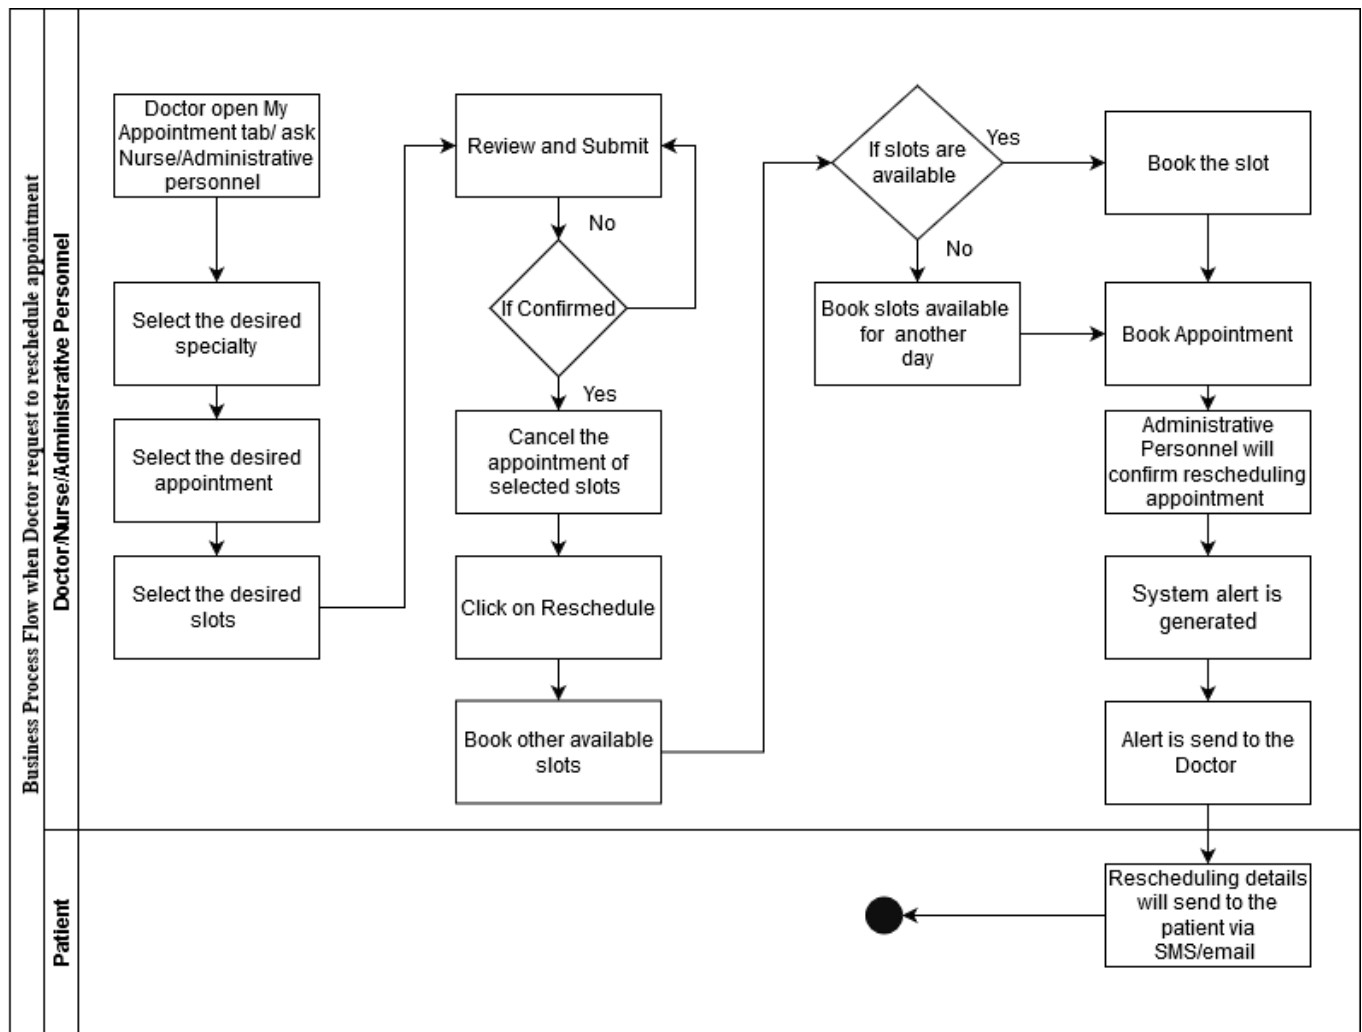 Business Process Flow when Doctor request to reschedule appointment
Doctor/Nurse/Administrative Personnel
Doctor open My
Appointment tab/ ask
Nurse/Administrative
personnel
Select the desired
specialty
Select the desired
appointment
Select the desired
slots
Review and Submit
No
If Confirmed
Yes
Cancel the
appointment of
selected slots
Click on Reschedule
Book other available
slots
If slots are
available
Yes
No
Book slots available
for another
day
Book the slot
Book Appointment
Administrative
Personnel will
confirm rescheduling
appointment
System alert is
generated
Alert is send to the
Doctor
Patient
Rescheduling details
will send to the
patient via
SMS/email